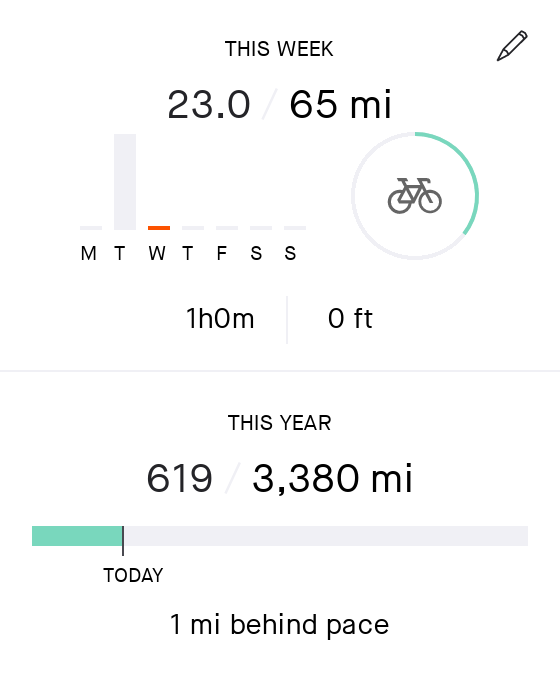 THIS WEEK
23.0 / 65 mi
M T W T F S S
1h0m 0 ft
THIS YEAR
619 / 3,380 mi
TODAY
1 mi behind pace